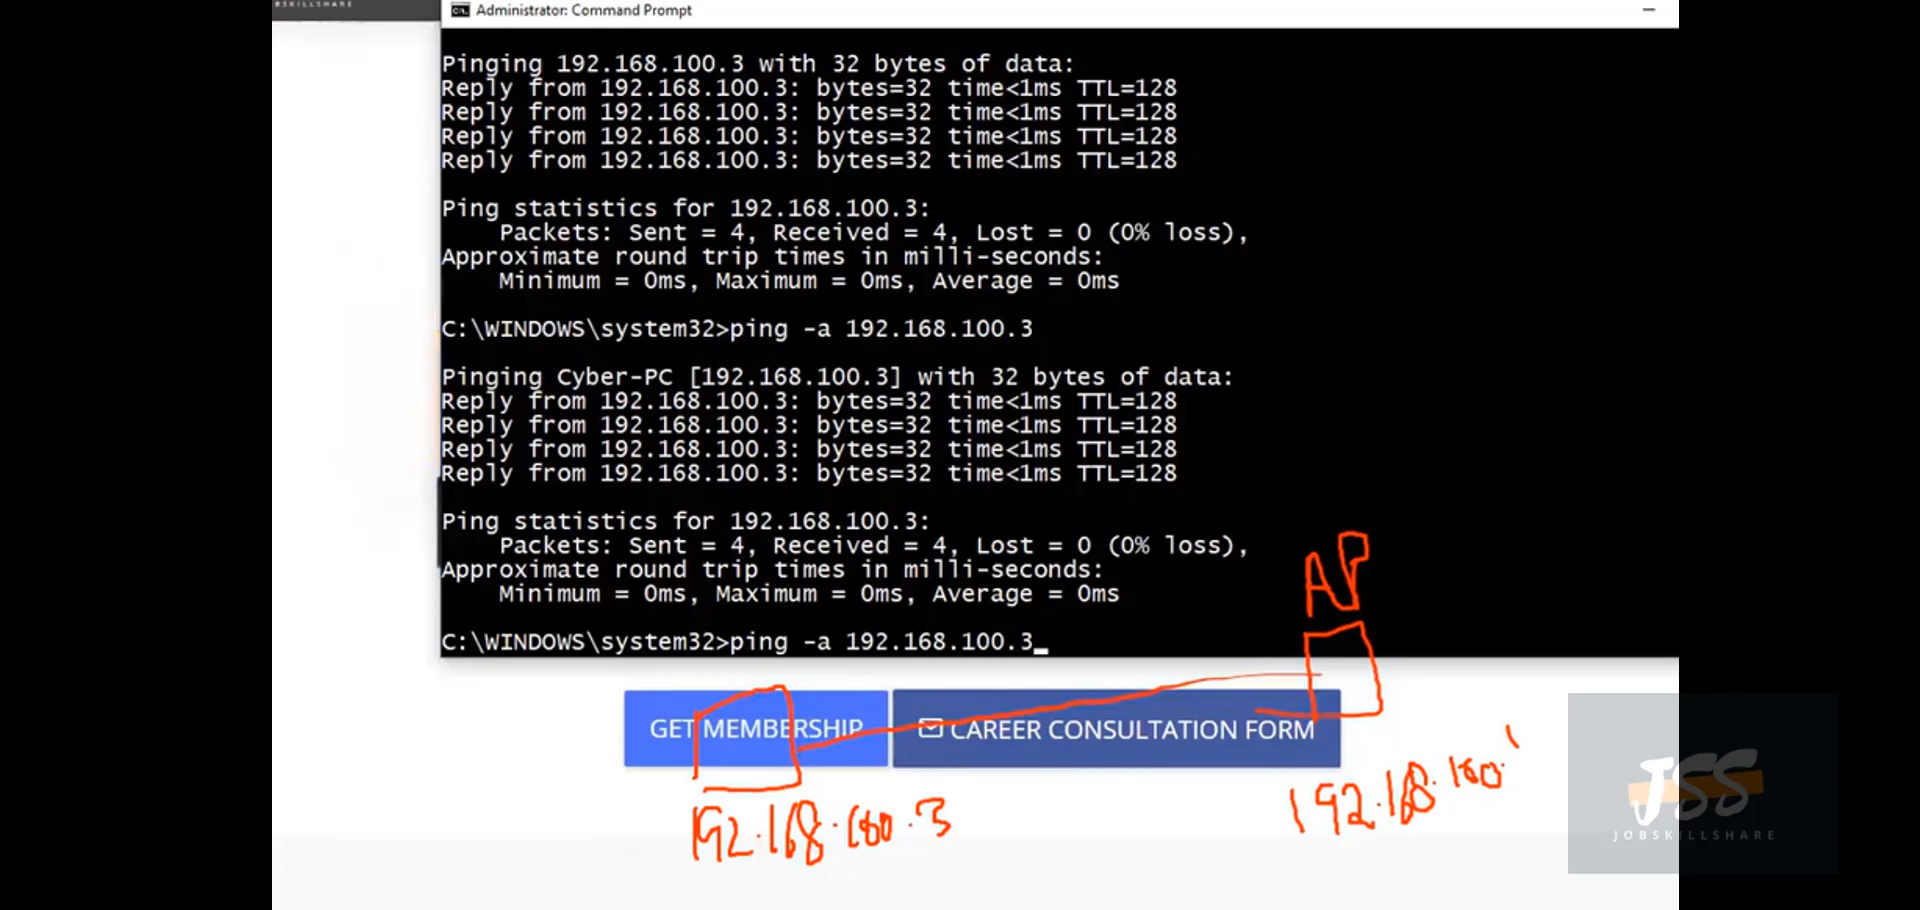 BSKILLSHARE
Administrator: Command Prompt
Pinging 192.168.100.3 with 32 bytes of data:
Reply from 192.168.100.3: bytes=32 time<1ms TTL=128
Reply from 192.168.100.3: bytes=32 time<1ms TTL=128
Reply from 192.168.100.3: bytes=32 time<1ms TTL=128
Reply from 192.168.100.3: bytes=32 time<1ms TTL=128
Ping statistics for 192.168.100.3:
Packets: Sent = 4, Received = 4, Lost = 0 (0% loss),
Approximate round trip times in milli-seconds:
Minimum = 0ms, Maximum = 0ms, Average = 0ms
C:\WINDOWS\system32>ping -a 192.168.100.3
Pinging Cyber-PC [192.168.100.3] with 32 bytes of data:
Reply from 192.168.100.3: bytes=32 time<1ms TTL=128
Reply from 192.168.100.3: bytes=32 time<1ms TTL=128
Reply from 192.168.100.3: bytes=32 time<1ms TTL=128
Reply from 192.168.100.3: bytes=32 time<1ms TTL=128
Ping statistics for 192.168.100.3:
Packets: Sent = 4, Received = 4, Lost = 0 (0% loss),
Approximate round trip times in milli-seconds:
Minimum = 0ms, Maximum = 0ms, Average = 0ms
C:\WINDOWS\system32>ping -a 192.168.100.3_
AP
GET MEMBERSHIP
CAREER CONSULTATION FORM
192.168.100.3
192.168.100.1
JSS
JOBSKILLSHARE